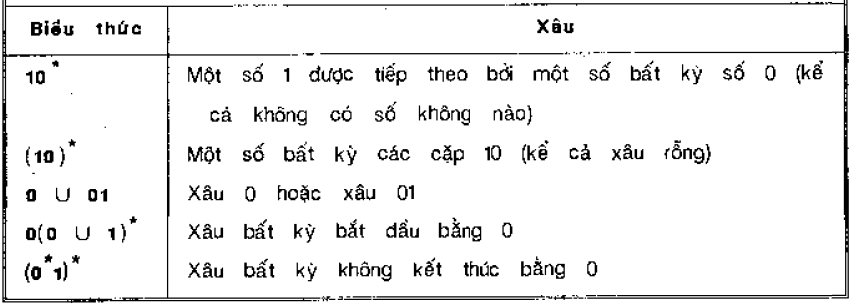 Biểu thức Xâu
10* Một số 1 được tiếp theo bởi một số bất kỳ số 0 (kể
cả không có số không nào)
(10)* Một số bất kỳ các cặp 10 (kể cả xâu rỗng)
0 ∪ 01 Xâu 0 hoặc xâu 01
0(0 ∪ 1)* Xâu bất kỳ bắt đầu bằng 0
(0*1)* Xâu bất kỳ không kết thúc bằng 0